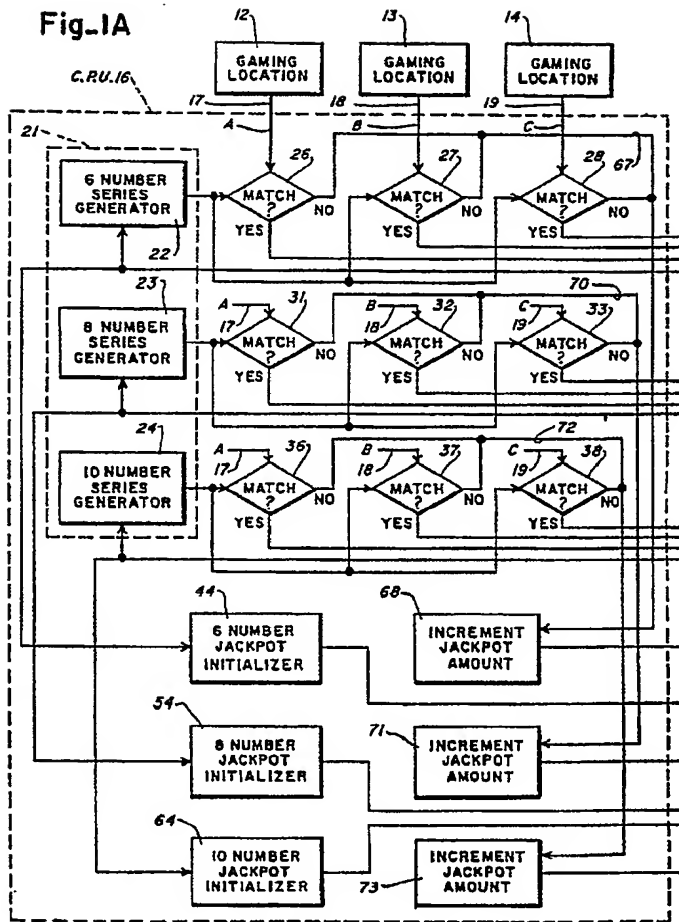 Fig_1A
12
13
14
GAMING
LOCATION
GAMING
LOCATION
GAMING
LOCATION
C.P.U.16
17
18
19
21
A
B
C
26
27
28
67
6 NUMBER
SERIES
GENERATOR
MATCH
?
NO
YES
MATCH
?
NO
YES
MATCH
?
NO
YES
22
23
A
31
B
32
C
70
33
8 NUMBER
SERIES
GENERATOR
17
MATCH
?
NO
YES
18
MATCH
?
NO
YES
19
MATCH
?
NO
YES
24
A
36
B
37
C
72
38
10 NUMBER
SERIES
GENERATOR
17
MATCH
?
NO
YES
18
MATCH
?
NO
YES
19
MATCH
?
NO
YES
44
68
6 NUMBER
JACKPOT
INITIALIZER
INCREMENT
JACKPOT
AMOUNT
54
71
8 NUMBER
JACKPOT
INITIALIZER
INCREMENT
JACKPOT
AMOUNT
64
10 NUMBER
JACKPOT
INITIALIZER
INCREMENT
JACKPOT
AMOUNT
73